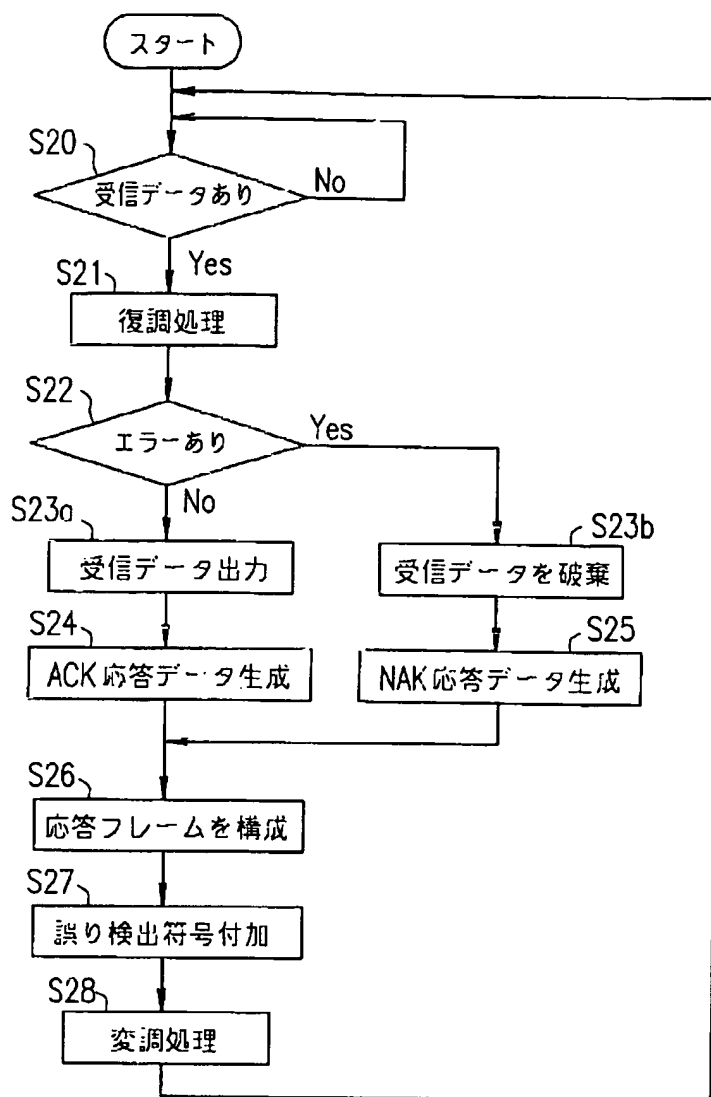 スタート
S20
受信データあり
No
Yes
S21
復調処理
S22
エラーあり
Yes
No
S23a
受信データ出力
S23b
受信データを破棄
S24
ACK応答データ生成
S25
NAK応答データ生成
S26
応答フレームを構成
S27
誤り検出符号付加
S28
変調処理